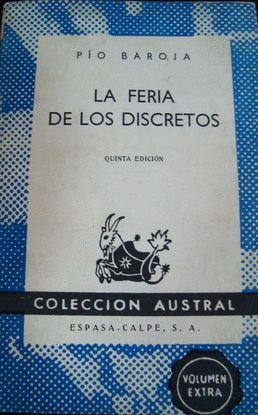 PÍO BAROJA
LA FERIA
DE LOS DISCRETOS
QUINTA EDICIÓN
COLECCION AUSTRAL
ESPASA-CALPE, S. A.
VOLUMEN
EXTRA